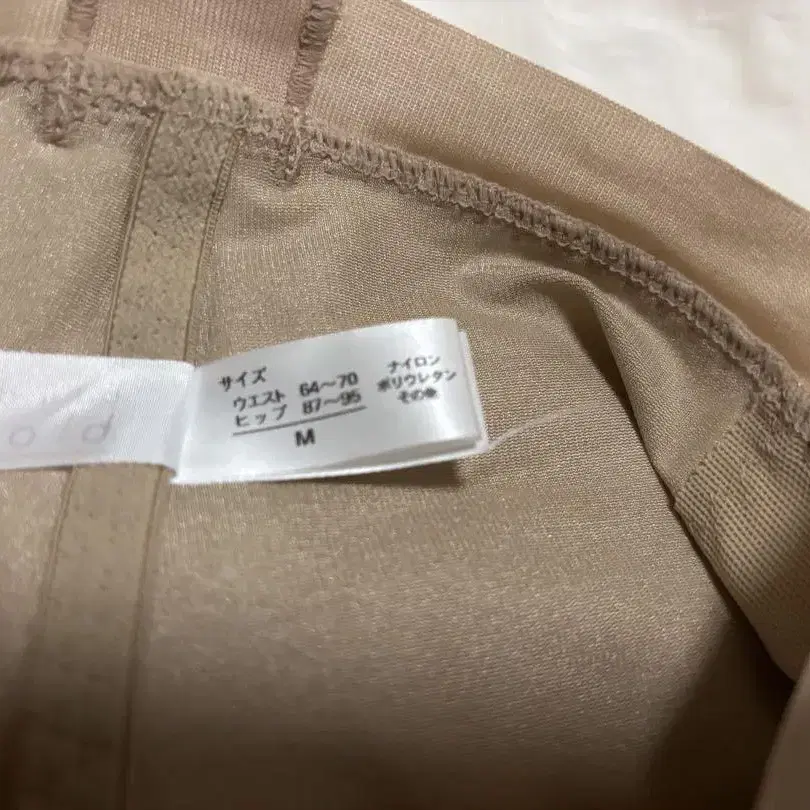 サイズ
ウエスト 64～70
ヒップ 87～95
M
ナイロン
ポリウレタン
その他